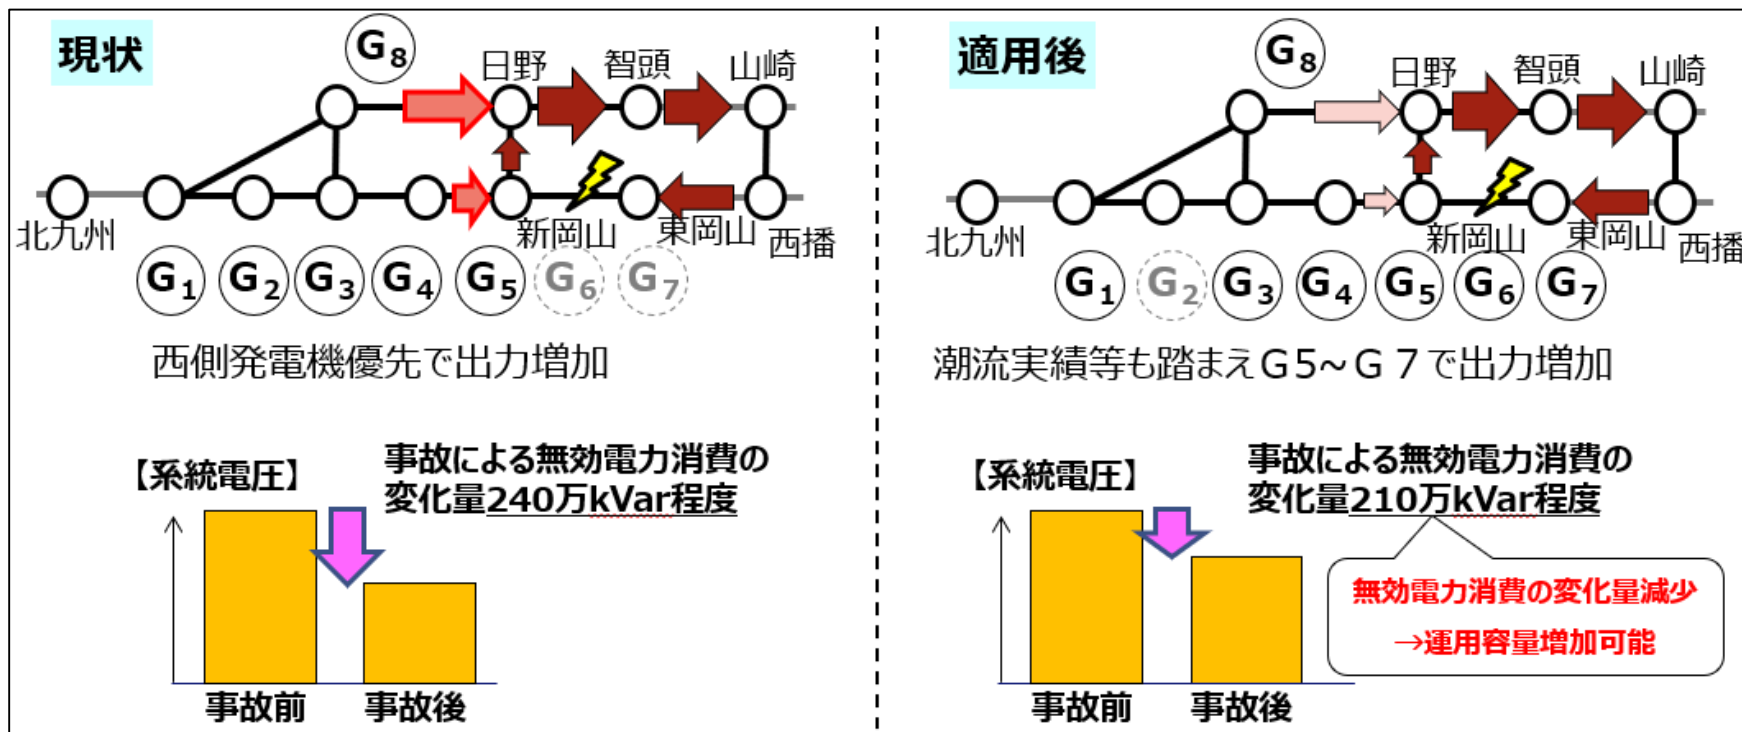 現状
G8
日野
智頭
山崎
北九州
新岡山
東岡山
西播
G1
G2
G3
G4
G5
G6
G7
西側発電機優先で出力増加
【系統電圧】
事故による無効電力消費の
変化量240万kVar程度
事故前
事故後
適用後
G8
日野
智頭
山崎
北九州
新岡山
東岡山
西播
G1
G2
G3
G4
G5
G6
G7
潮流実績等も踏まえG5~G7で出力増加
【系統電圧】
事故による無効電力消費の
変化量210万kVar程度
無効電力消費の変化量減少
→運用容量増加可能
事故前
事故後